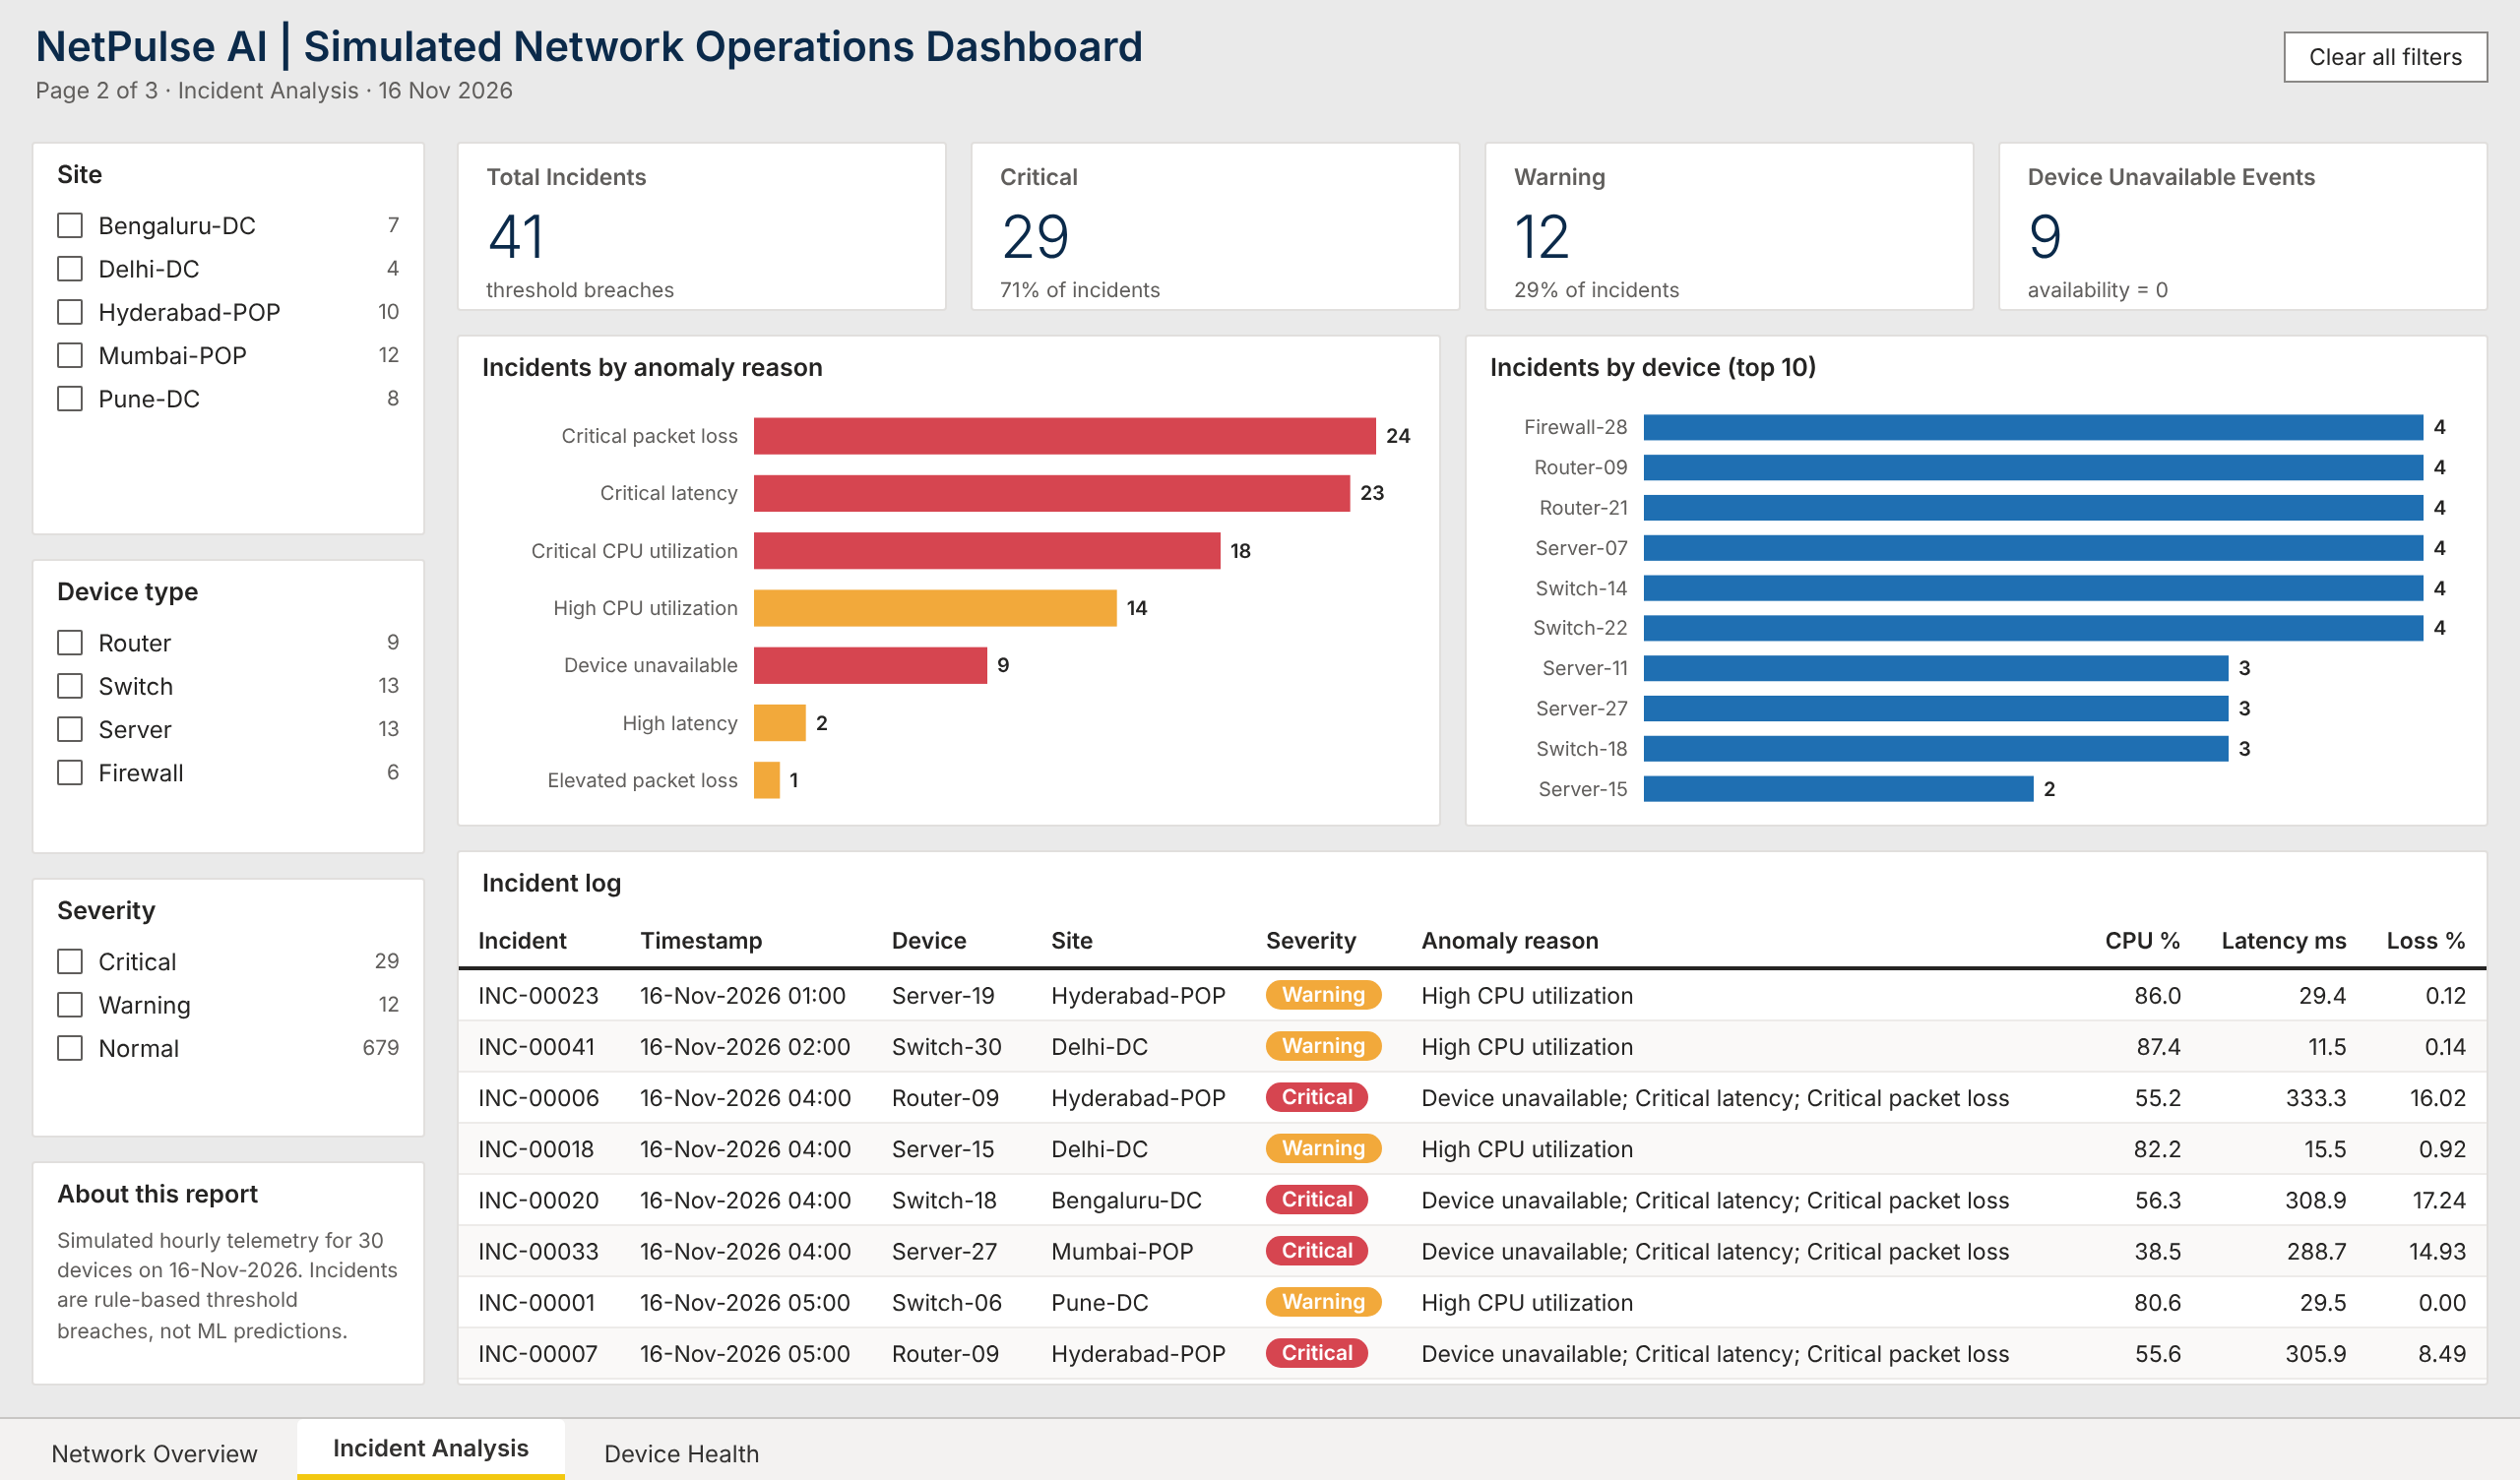 NetPulse AI | Simulated Network Operations Dashboard
Page 2 of 3 · Incident Analysis · 16 Nov 2026
Clear all filters
Site
Bengaluru-DC 7
Delhi-DC 4
Hyderabad-POP 10
Mumbai-POP 12
Pune-DC 8
Device type
Router 9
Switch 13
Server 13
Firewall 6
Severity
Critical 29
Warning 12
Normal 679
About this report
Simulated hourly telemetry for 30
devices on 16-Nov-2026. Incidents
are rule-based threshold
breaches, not ML predictions.
Total Incidents
41
threshold breaches
Critical
29
71% of incidents
Warning
12
29% of incidents
Device Unavailable Events
9
availability = 0
Incidents by anomaly reason
Critical packet loss 24
Critical latency 23
Critical CPU utilization 18
High CPU utilization 14
Device unavailable 9
High latency 2
Elevated packet loss 1
Incidents by device (top 10)
Firewall-28 4
Router-09 4
Router-21 4
Server-07 4
Switch-14 4
Switch-22 4
Server-11 3
Server-27 3
Switch-18 3
Server-15 2
Incident log
Incident Timestamp Device Site Severity Anomaly reason CPU % Latency ms Loss %
INC-00023 16-Nov-2026 01:00 Server-19 Hyderabad-POP Warning High CPU utilization 86.0 29.4 0.12
INC-00041 16-Nov-2026 02:00 Switch-30 Delhi-DC Warning High CPU utilization 87.4 11.5 0.14
INC-00006 16-Nov-2026 04:00 Router-09 Hyderabad-POP Critical Device unavailable; Critical latency; Critical packet loss 55.2 333.3 16.02
INC-00018 16-Nov-2026 04:00 Server-15 Delhi-DC Warning High CPU utilization 82.2 15.5 0.92
INC-00020 16-Nov-2026 04:00 Switch-18 Bengaluru-DC Critical Device unavailable; Critical latency; Critical packet loss 56.3 308.9 17.24
INC-00033 16-Nov-2026 04:00 Server-27 Mumbai-POP Critical Device unavailable; Critical latency; Critical packet loss 38.5 288.7 14.93
INC-00001 16-Nov-2026 05:00 Switch-06 Pune-DC Warning High CPU utilization 80.6 29.5 0.00
INC-00007 16-Nov-2026 05:00 Router-09 Hyderabad-POP Critical Device unavailable; Critical latency; Critical packet loss 55.6 305.9 8.49
Network Overview Incident Analysis Device Health